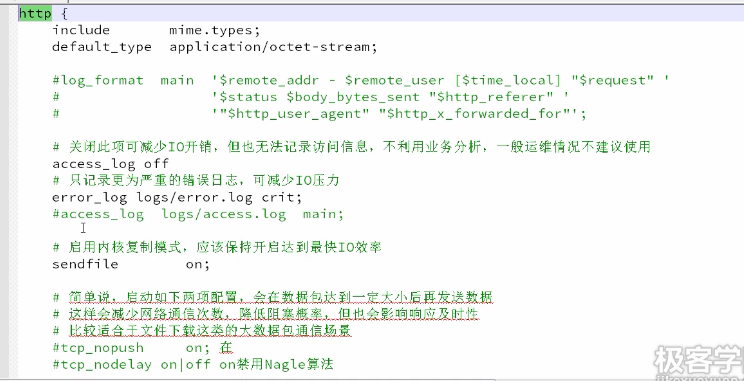 http {
include mime.types;
default_type application/octet-stream;
#log_format main '$remote_addr - $remote_user [$time_local] "$request" '
# '$status $body_bytes_sent "$http_referer" '
# '"$http_user_agent" "$http_x_forwarded_for"';
# 关闭此项可减少IO开销，但也无法记录访问信息，不利用业务分析，一般运维情况不建议使用
access_log off
# 只记录更为严重的错误日志，可减少IO压力
error_log logs/error.log crit;
#access_log logs/access.log main;
# 启用内核复制模式，应该保持开启达到最快IO效率
sendfile on;
# 简单说，启动如下两项配置，会在数据包达到一定大小后再发送数据
# 这样会减少网络通信次数，降低阻塞概率，但也会影响响应及时性
# 比较适合于文件下载这类的大数据包通信场景
#tcp_nopush on; 在
#tcp_nodelay on|off on禁用Nagle算法
极客学